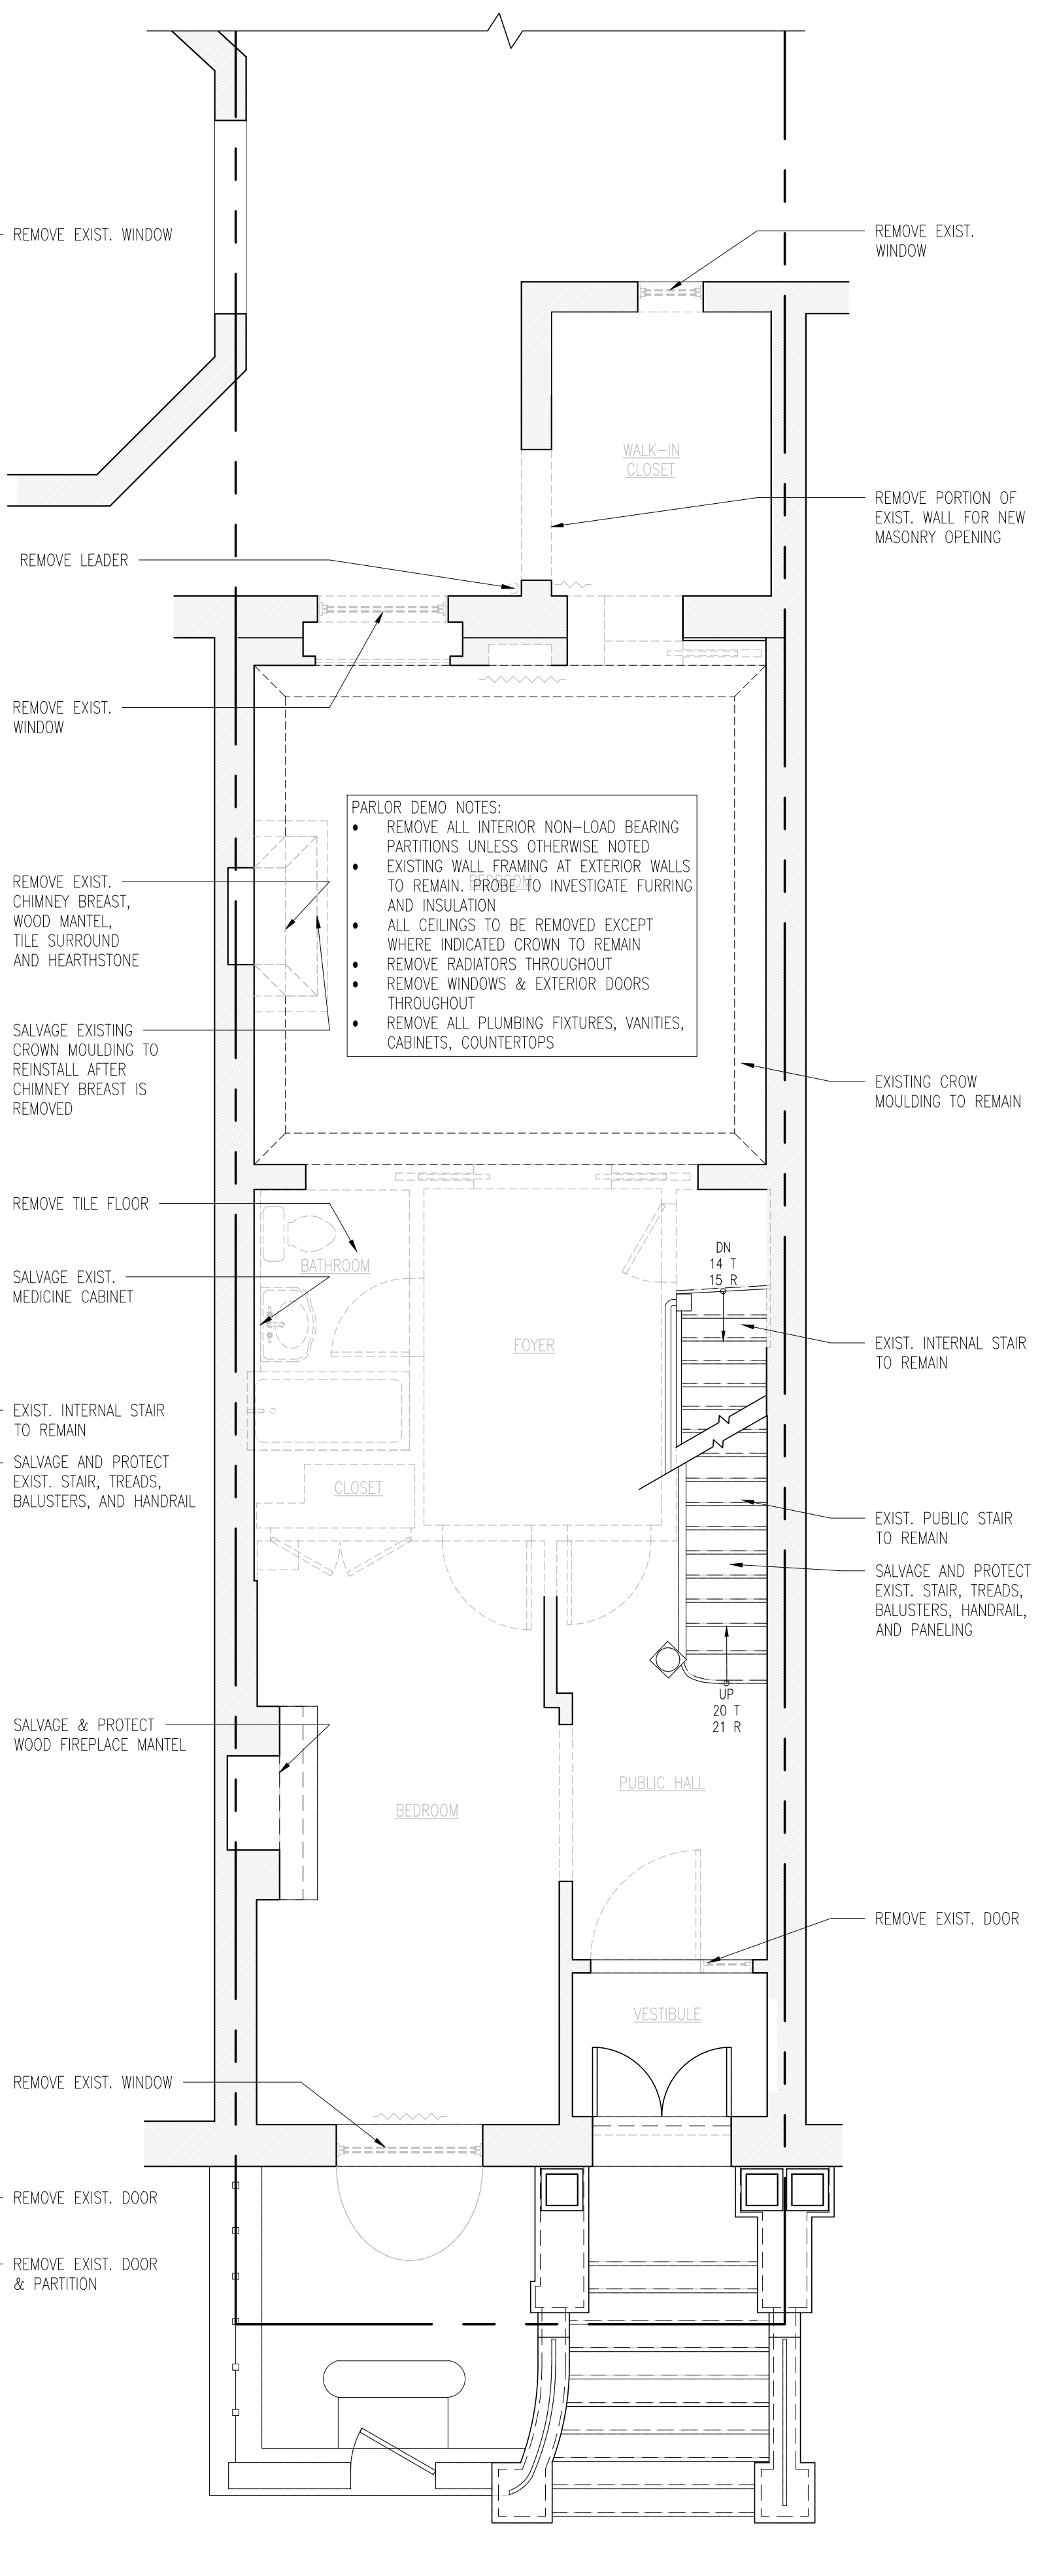 REMOVE EXIST. WINDOW
REMOVE EXIST.
WINDOW
WALK-IN
CLOSET
REMOVE PORTION OF
EXIST. WALL FOR NEW
MASONRY OPENING
REMOVE LEADER
REMOVE EXIST.
WINDOW
PARLOR DEMO NOTES:
• REMOVE ALL INTERIOR NON-LOAD BEARING
PARTITIONS UNLESS OTHERWISE NOTED
• EXISTING WALL FRAMING AT EXTERIOR WALLS
TO REMAIN. PROBE TO INVESTIGATE FURRING
AND INSULATION
• ALL CEILINGS TO BE REMOVED EXCEPT
WHERE INDICATED CROWN TO REMAIN
• REMOVE RADIATORS THROUGHOUT
• REMOVE WINDOWS & EXTERIOR DOORS
THROUGHOUT
• REMOVE ALL PLUMBING FIXTURES, VANITIES,
CABINETS, COUNTERTOPS
BEDROOM
REMOVE EXIST.
CHIMNEY BREAST,
WOOD MANTEL,
TILE SURROUND
AND HEARTHSTONE
SALVAGE EXISTING
CROWN MOULDING TO
REINSTALL AFTER
CHIMNEY BREAST IS
REMOVED
EXISTING CROW
MOULDING TO REMAIN
REMOVE TILE FLOOR
BATHROOM
SALVAGE EXIST.
MEDICINE CABINET
DN
14 T
15 R
FOYER
EXIST. INTERNAL STAIR
TO REMAIN
EXIST. INTERNAL STAIR
TO REMAIN
SALVAGE AND PROTECT
EXIST. STAIR, TREADS,
BALUSTERS, AND HANDRAIL
CLOSET
EXIST. PUBLIC STAIR
TO REMAIN
SALVAGE AND PROTECT
EXIST. STAIR, TREADS,
BALUSTERS, HANDRAIL,
AND PANELING
UP
20 T
21 R
SALVAGE & PROTECT
WOOD FIREPLACE MANTEL
PUBLIC HALL
BEDROOM
REMOVE EXIST. DOOR
VESTIBULE
REMOVE EXIST. WINDOW
REMOVE EXIST. DOOR
REMOVE EXIST. DOOR
& PARTITION